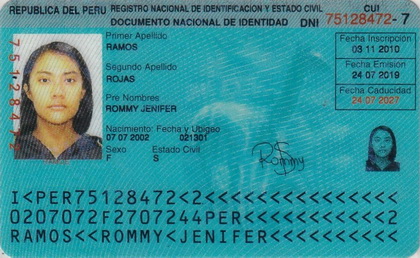 REPUBLICA DEL PERU REGISTRO NACIONAL DE IDENTIFICACION Y ESTADO CIVIL CUI
DOCUMENTO NACIONAL DE IDENTIDAD DNI 75128472 - 7
Primer Apellido
RAMOS
Segundo Apellido
ROJAS
Pre Nombres
ROMMY JENIFER
Nacimiento: Fecha y Ubigeo
07 07 2002 021301
Sexo Estado Civil
F S
Fecha Inscripción
03 11 2010
Fecha Emisión
24 07 2019
Fecha Caducidad
24 07 2027
75128472
Rommy
I<PER75128472<2<<<<<<<<<<<<<<<
0207072F2707244PER<<<<<<<<<<<2
RAMOS<<ROMMY<JENIFER<<<<<<<<<<